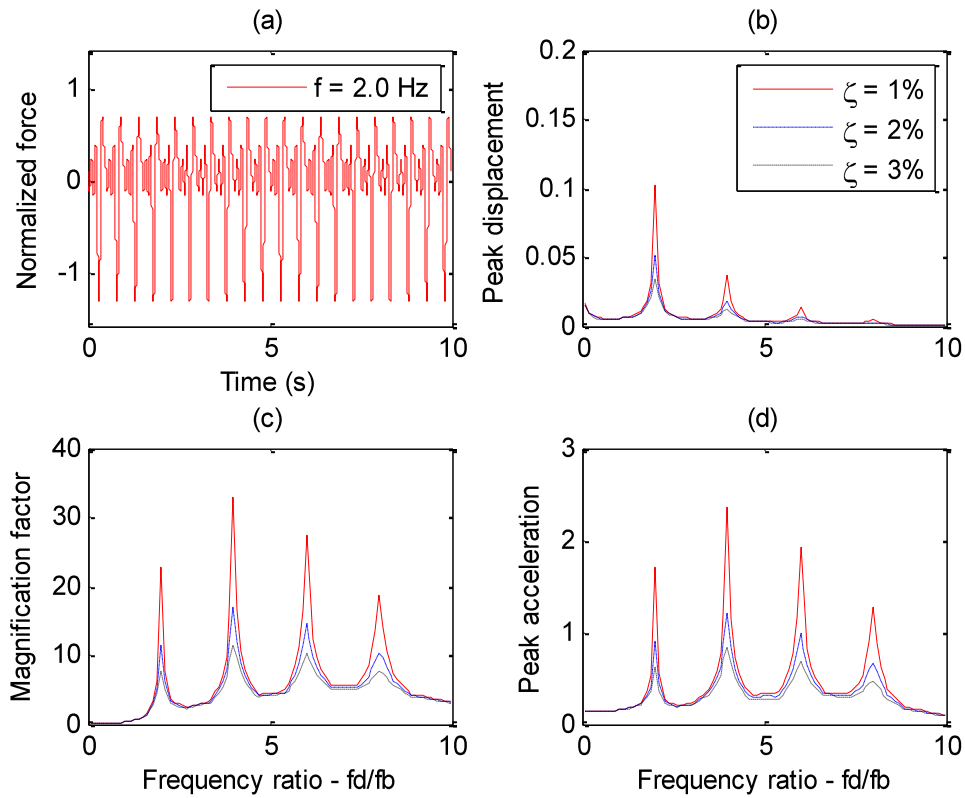 (a)
Normalized force
1
0
-1
f = 2.0 Hz
0 5 10
Time (s)
(b)
Peak displacement
0.2
0.15
0.1
0.05
0
ζ = 1%
ζ = 2%
ζ = 3%
0 5 10
(c)
Magnification factor
40
30
20
10
0
0 5 10
Frequency ratio - fd/fb
(d)
Peak acceleration
3
2
1
0
0 5 10
Frequency ratio - fd/fb